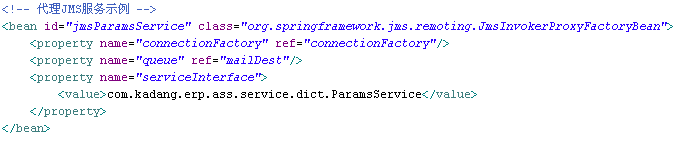 <!-- 代理JMS服务示例 -->
<bean id="jmsParamsService" class="org.springframework.jms.remoting.JmsInvokerProxyFactoryBean">
<property name="connectionFactory" ref="connectionFactory"/>
<property name="queue" ref="mailDest"/>
<property name="serviceInterface">
<value>com.kadang.erp.ass.service.dict.ParamsService</value>
</property>
</bean>